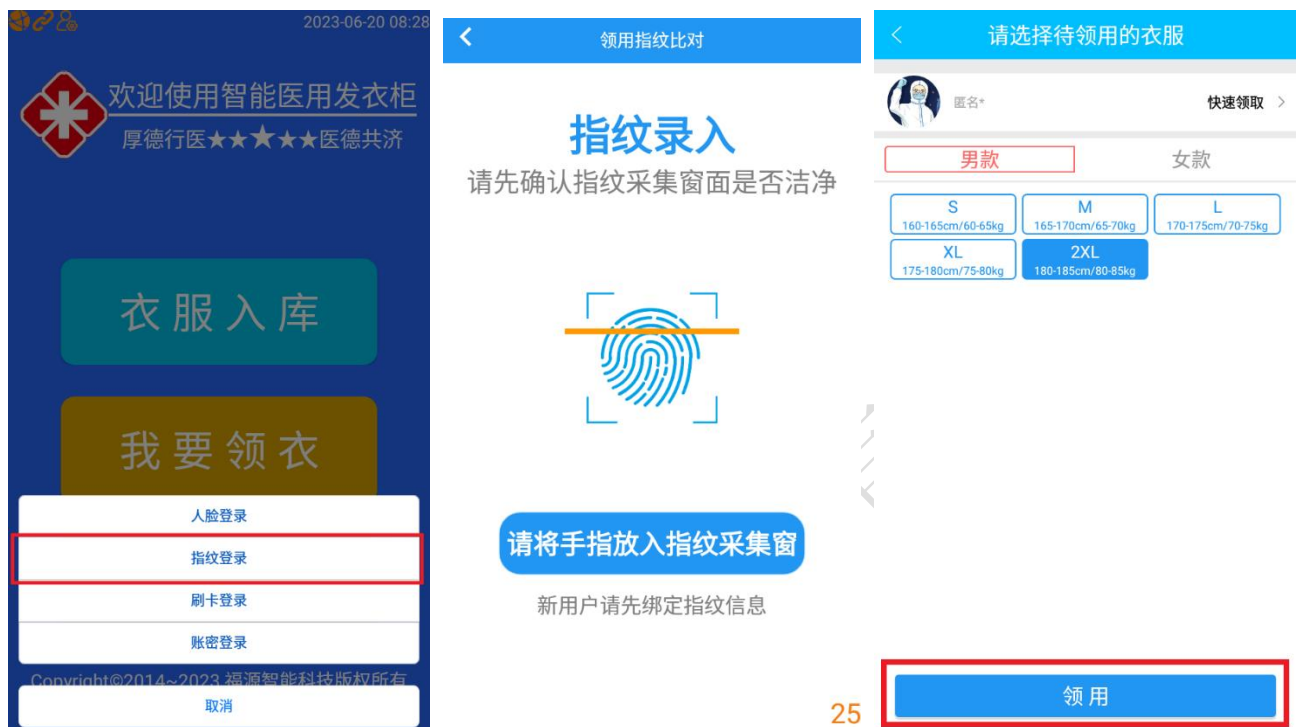 2023-06-20 08:28
欢迎使用智能医用发衣柜
厚德行医★★★★★医德共济
衣服入库
我要领衣
人脸登录
指纹登录
刷卡登录
账密登录
Copyright©2014~2023 福源智能科技版权所有
取消
领用指纹比对
指纹录入
请先确认指纹采集窗面是否洁净
请将手指放入指纹采集窗
新用户请先绑定指纹信息
25
请选择待领用的衣服
匿名*
快速领取 >
男款
女款
S
160-165cm/60-65kg
M
165-170cm/65-70kg
L
170-175cm/70-75kg
XL
175-180cm/75-80kg
2XL
180-185cm/80-85kg
领用